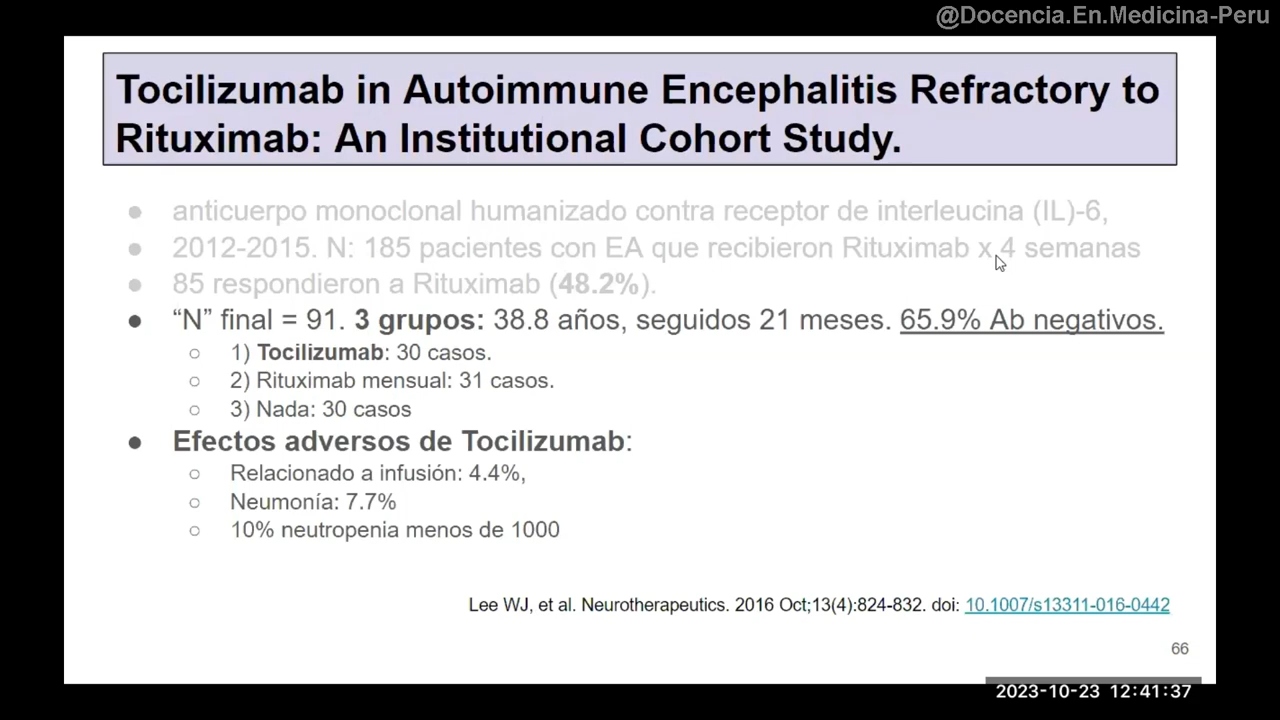 @Docencia.En.Medicina-Peru
Tocilizumab in Autoimmune Encephalitis Refractory to
Rituximab: An Institutional Cohort Study.
● anticuerpo monoclonal humanizado contra receptor de interleucina (IL)-6,
● 2012-2015. N: 185 pacientes con EA que recibieron Rituximab x 4 semanas
● 85 respondieron a Rituximab (48.2%).
● “N” final = 91. 3 grupos: 38.8 años, seguidos 21 meses. 65.9% Ab negativos.
○ 1) Tocilizumab: 30 casos.
○ 2) Rituximab mensual: 31 casos.
○ 3) Nada: 30 casos
● Efectos adversos de Tocilizumab:
○ Relacionado a infusión: 4.4%,
○ Neumonía: 7.7%
○ 10% neutropenia menos de 1000
Lee WJ, et al. Neurotherapeutics. 2016 Oct;13(4):824-832. doi: 10.1007/s13311-016-0442
66
2023-10-23 12:41:37